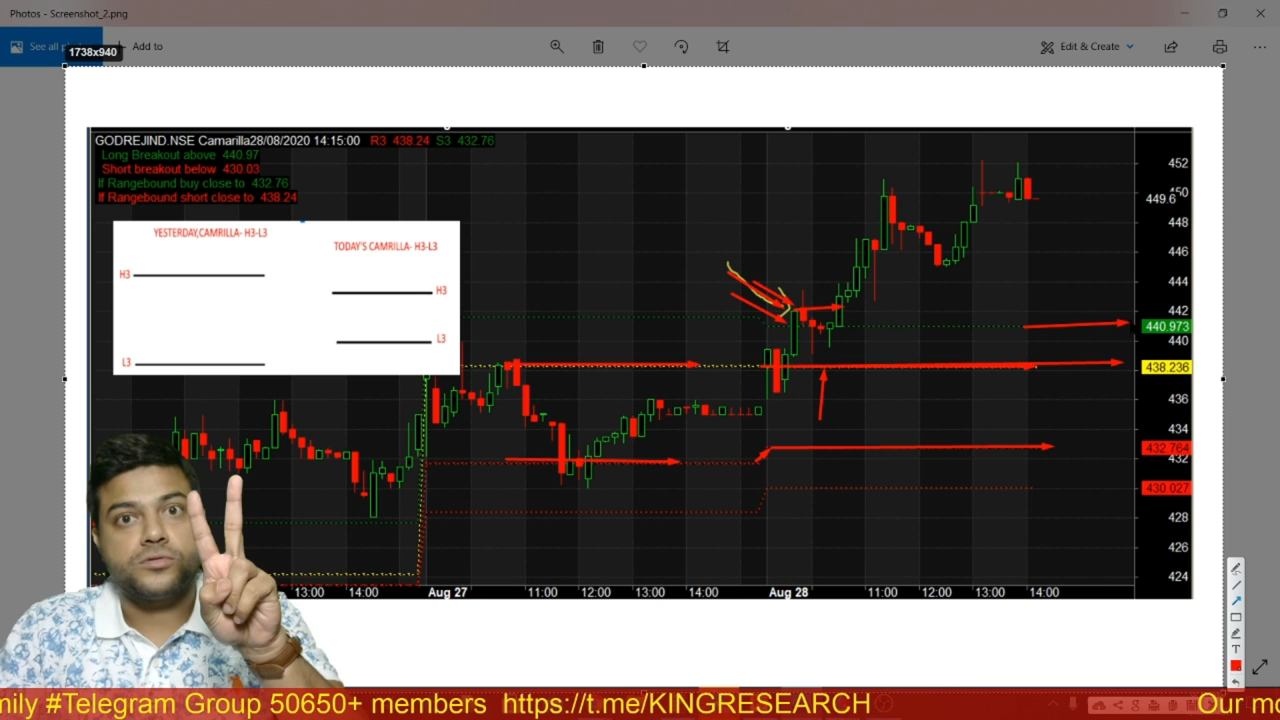 Photos - Screenshot_2.png
See all
Add to
Edit & Create
1738x940
GODREJIND.NSE Camarilla28/08/2020 14:15:00 R3 438.24 S3 432.76
Long Breakout above 440.97
Short breakout below 430.03
If Rangebound buy close to 432.76
If Rangebound short close to 438.24
YESTERDAY,CAMRILLA- H3-L3
TODAY'S CAMRILLA- H3-L3
H3
H3
L3
L3
452
450
449.6
448
446
444
442
440.973
440
438.236
436
434
432.764
432
430.027
428
426
424
13:00 14:00 Aug 27 11:00 12:00 13:00 14:00 Aug 28 11:00 12:00 13:00 14:00
T
mily #Telegram Group 50650+ members https://t.me/KINGRESEARCH
Our mo